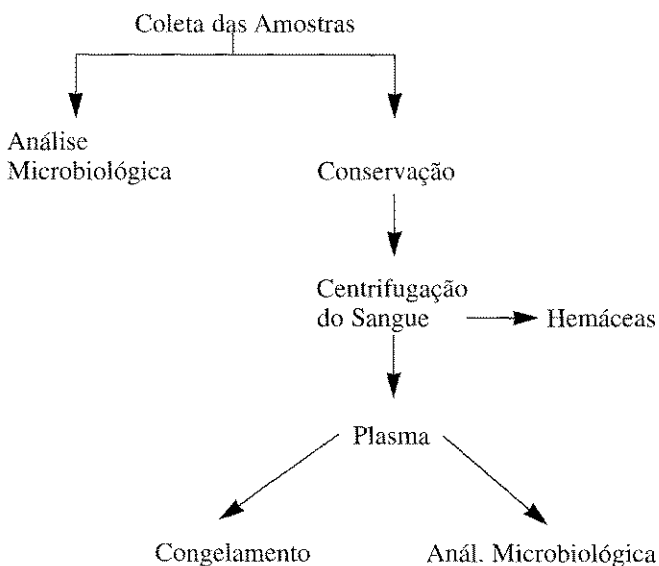 Coleta das Amostras
Análise
Microbiológica
Conservação
Centrifugação
do Sangue
Hemáceas
Plasma
Congelamento
Anál. Microbiológica